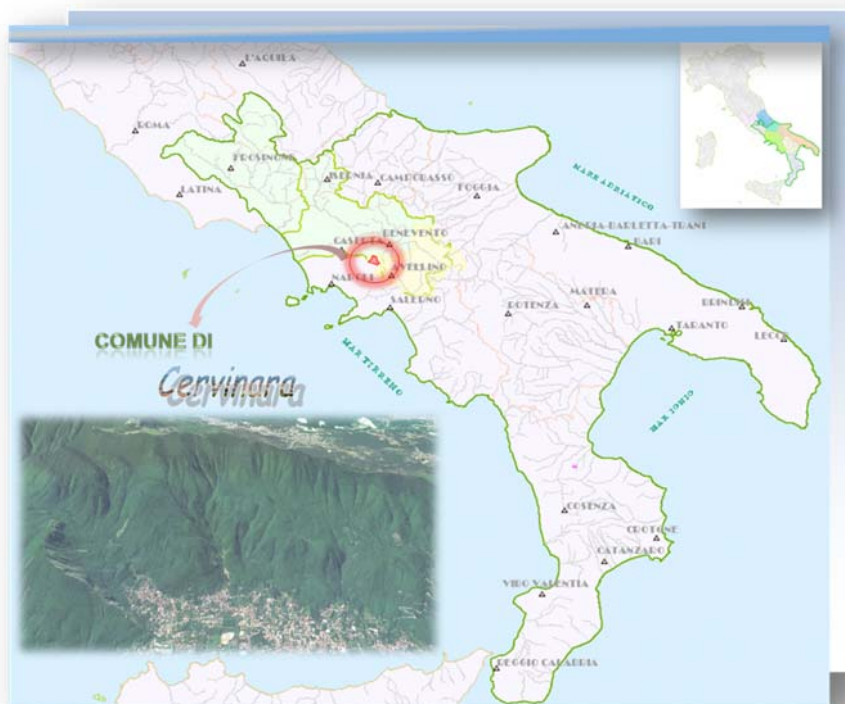 L'AQUILA
ROMA
FROSINONE
LATINA
ISERNIA
CAMPOBASSO
FOGGIA
MARE ADRIATICO
ANDRIA-BARLETTA-TRANI
BARI
BENEVENTO
CASERTA
AVELLINO
NAPOLI
SALERNO
POTENZA
MATERA
BRINDISI
TARANTO
LECCE
COMUNE DI
Cervinara
MAR TIRRENO
MAR IONIO
COSENZA
CROTONE
CATANZARO
VIBO VALENTIA
REGGIO CALABRIA